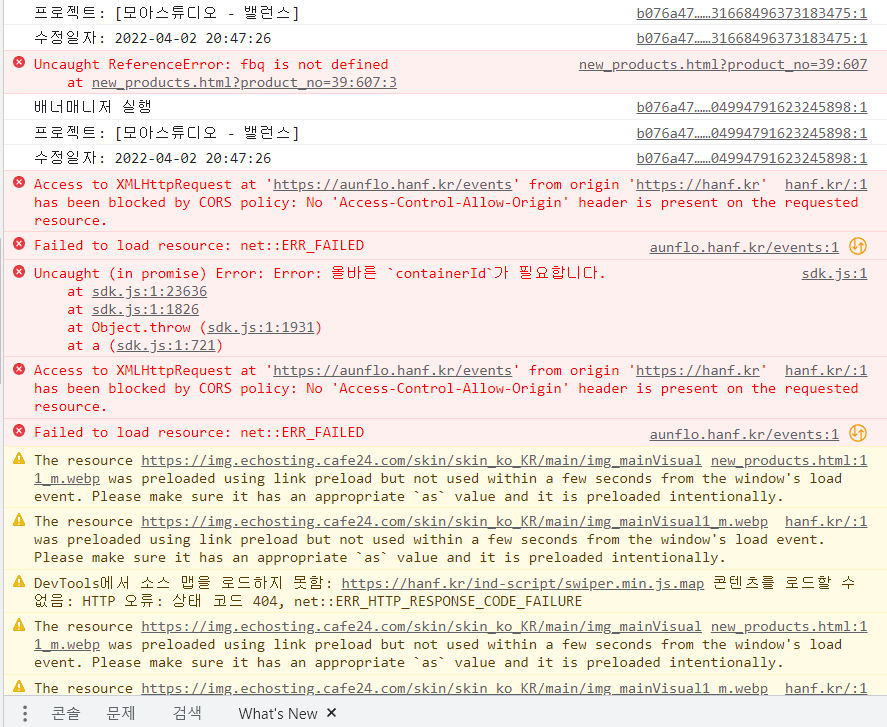 프로젝트: [모아스튜디오 - 밸런스] b076a47……31668496373183475:1
수정일자: 2022-04-02 20:47:26 b076a47……31668496373183475:1
Uncaught ReferenceError: fbq is not defined new_products.html?product_no=39:607
at new_products.html?product_no=39:607:3
배너매니저 실행 b076a47……04994791623245898:1
프로젝트: [모아스튜디오 - 밸런스] b076a47……04994791623245898:1
수정일자: 2022-04-02 20:47:26 b076a47……04994791623245898:1
Access to XMLHttpRequest at 'https://aunflo.hanf.kr/events' from origin 'https://hanf.kr' hanf.kr/:1
has been blocked by CORS policy: No 'Access-Control-Allow-Origin' header is present on the requested
resource.
Failed to load resource: net::ERR_FAILED aunflo.hanf.kr/events:1
Uncaught (in promise) Error: Error: 올바른 `containerId`가 필요합니다. sdk.js:1
at sdk.js:1:23636
at sdk.js:1:1826
at Object.throw (sdk.js:1:1931)
at a (sdk.js:1:721)
Access to XMLHttpRequest at 'https://aunflo.hanf.kr/events' from origin 'https://hanf.kr' hanf.kr/:1
has been blocked by CORS policy: No 'Access-Control-Allow-Origin' header is present on the requested
resource.
Failed to load resource: net::ERR_FAILED aunflo.hanf.kr/events:1
The resource https://img.echosting.cafe24.com/skin/skin_ko_KR/main/img_mainVisual new_products.html:1
1_m.webp was preloaded using link preload but not used within a few seconds from the window's load
event. Please make sure it has an appropriate `as` value and it is preloaded intentionally.
The resource https://img.echosting.cafe24.com/skin/skin_ko_KR/main/img_mainVisual1_m.webp hanf.kr/:1
was preloaded using link preload but not used within a few seconds from the window's load event.
Please make sure it has an appropriate `as` value and it is preloaded intentionally.
DevTools에서 소스 맵을 로드하지 못함: https://hanf.kr/ind-script/swiper.min.js.map 콘텐츠를 로드할 수
없음: HTTP 오류: 상태 코드 404, net::ERR_HTTP_RESPONSE_CODE_FAILURE
The resource https://img.echosting.cafe24.com/skin/skin_ko_KR/main/img_mainVisual new_products.html:1
1_m.webp was preloaded using link preload but not used within a few seconds from the window's load
event. Please make sure it has an appropriate `as` value and it is preloaded intentionally.
The resource https://img.echosting.cafe24.com/skin/skin_ko_KR/main/img_mainVisual1_m.webp hanf.kr/:1
콘솔 문제 검색 What's New ×